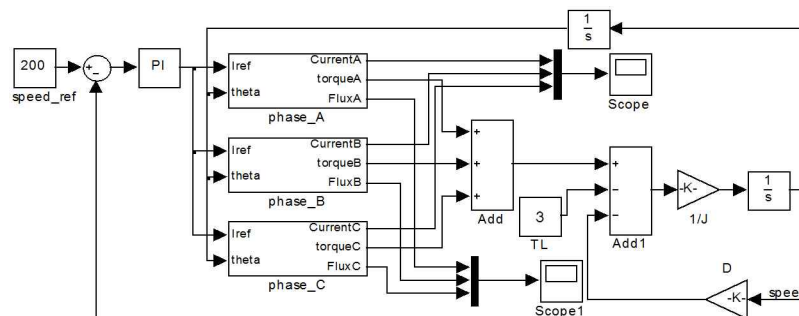 1
s
200
speed_ref
+
−
PI
Iref
theta
CurrentA
torqueA
FluxA
phase_A
Iref
theta
CurrentB
torqueB
FluxB
phase_B
Iref
theta
CurrentC
torqueC
FluxC
phase_C
Scope
+
+
+
Add
3
TL
+
−
−
Add1
-K-
1/J
1
s
Scope1
D
-K-
spee